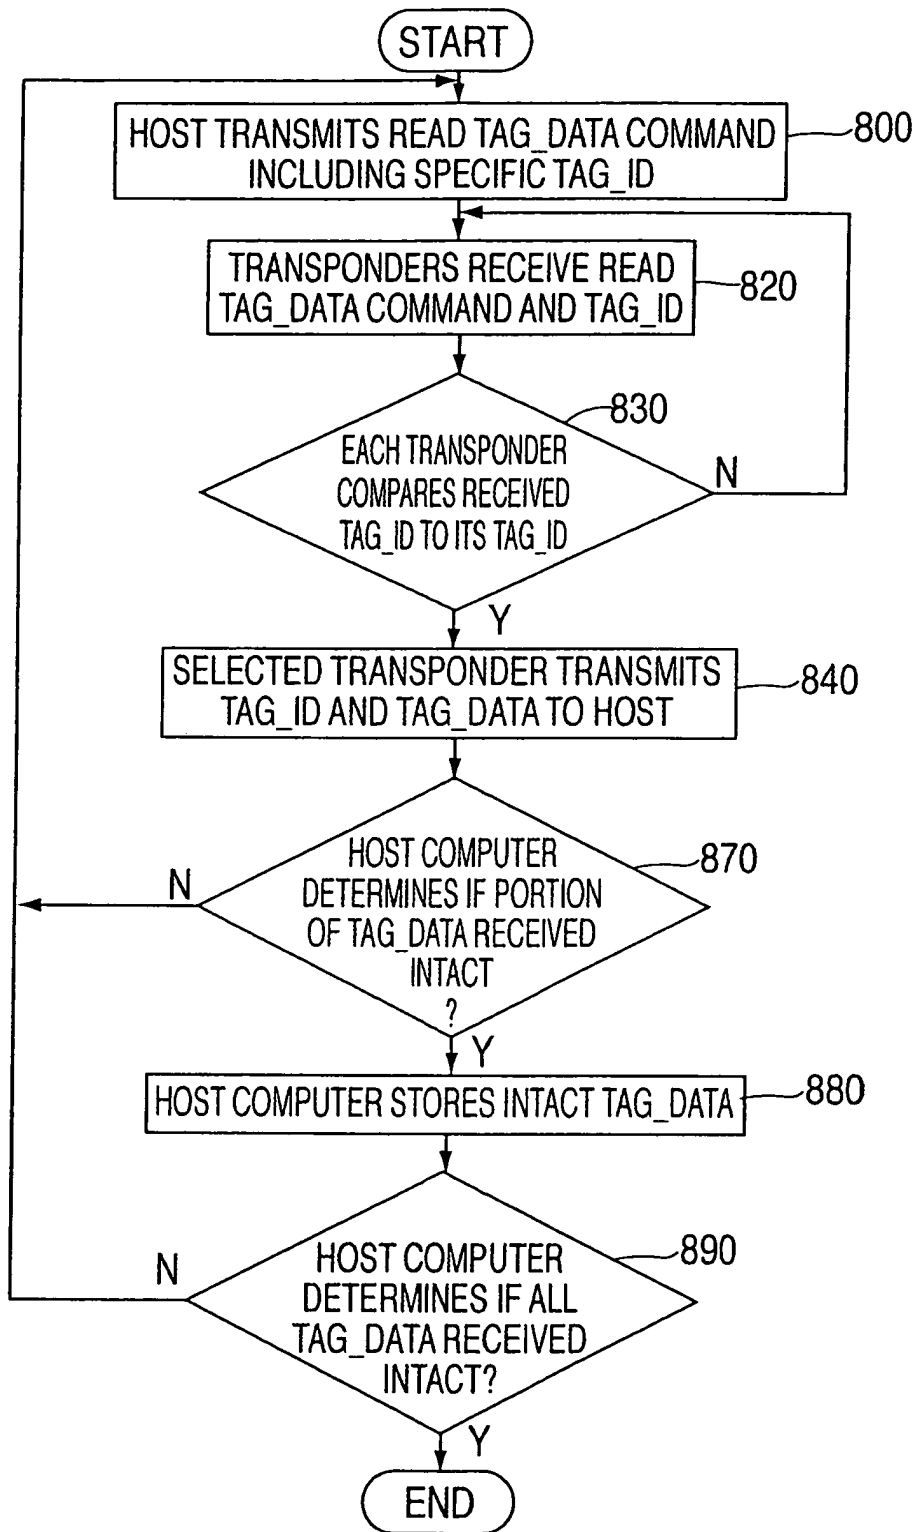 START
HOST TRANSMITS READ TAG_DATA COMMAND
INCLUDING SPECIFIC TAG_ID
800
TRANSPONDERS RECEIVE READ
TAG_DATA COMMAND AND TAG_ID
820
830
EACH TRANSPONDER
COMPARES RECEIVED
TAG_ID TO ITS TAG_ID
N
Y
SELECTED TRANSPONDER TRANSMITS
TAG_ID AND TAG_DATA TO HOST
840
HOST COMPUTER
DETERMINES IF PORTION
OF TAG_DATA RECEIVED
INTACT
?
870
N
Y
HOST COMPUTER STORES INTACT TAG_DATA
880
HOST COMPUTER
DETERMINES IF ALL
TAG_DATA RECEIVED
INTACT?
890
N
Y
END